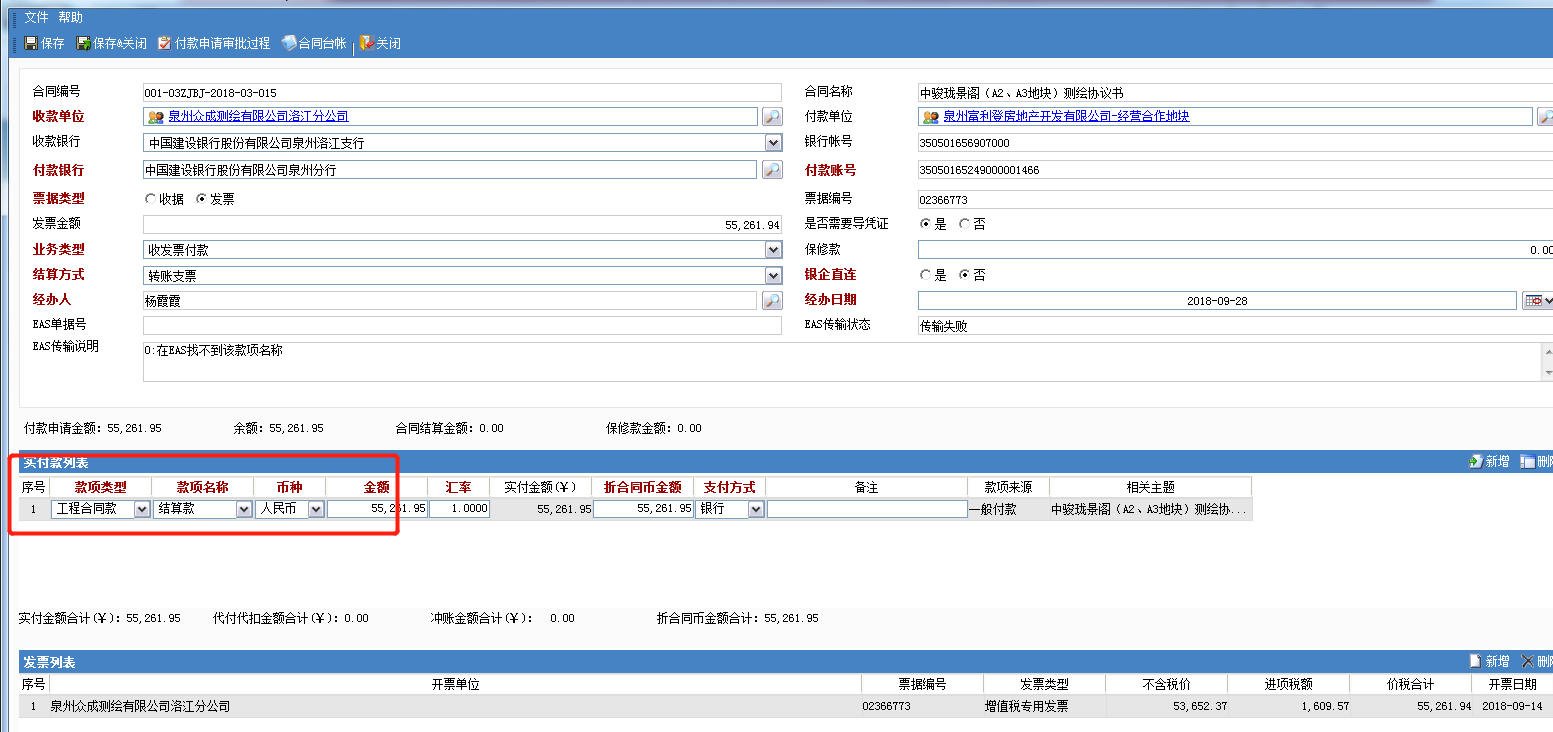 文件 帮助
保存 保存&关闭 付款申请审批过程 合同台帐 关闭
合同编号 001-03ZJBJ-2018-03-015 合同名称 中骏珑景阁（A2、A3地块）测绘协议书
收款单位 泉州众成测绘有限公司洛江分公司 付款单位 泉州富利登房地产开发有限公司-经营合作地块
收款银行 中国建设银行股份有限公司泉州洛江支行 银行帐号 350501656907000
付款银行 中国建设银行股份有限公司泉州分行 付款账号 35050165249000001466
票据类型 收据 发票 票据编号 02366773
发票金额 55,261.94 是否需要导凭证 是 否
业务类型 收发票付款 保修款 0.00
结算方式 转账支票 银企直连 是 否
经办人 杨霞霞 经办日期 2018-09-28
EAS单据号 EAS传输状态 传输失败
EAS传输说明 0:在EAS找不到该款项名称
付款申请金额: 55,261.95 余额: 55,261.95 合同结算金额: 0.00 保修款金额: 0.00
实付款列表 新增 删
序号 款项类型 款项名称 币种 金额 汇率 实付金额(¥) 折合同币金额 支付方式 备注 款项来源 相关主题
1 工程合同款 结算款 人民币 55,261.95 1.0000 55,261.95 55,261.95 银行 一般付款 中骏珑景阁（A2、A3地块）测绘协...
实付金额合计(¥): 55,261.95 代付代扣金额合计(¥): 0.00 冲账金额合计(¥): 0.00 折合同币金额合计: 55,261.95
发票列表 新增 删
序号 开票单位 票据编号 发票类型 不含税价 进项税额 价税合计 开票日期
1 泉州众成测绘有限公司洛江分公司 02366773 增值税专用发票 53,652.37 1,609.57 55,261.94 2018-09-14